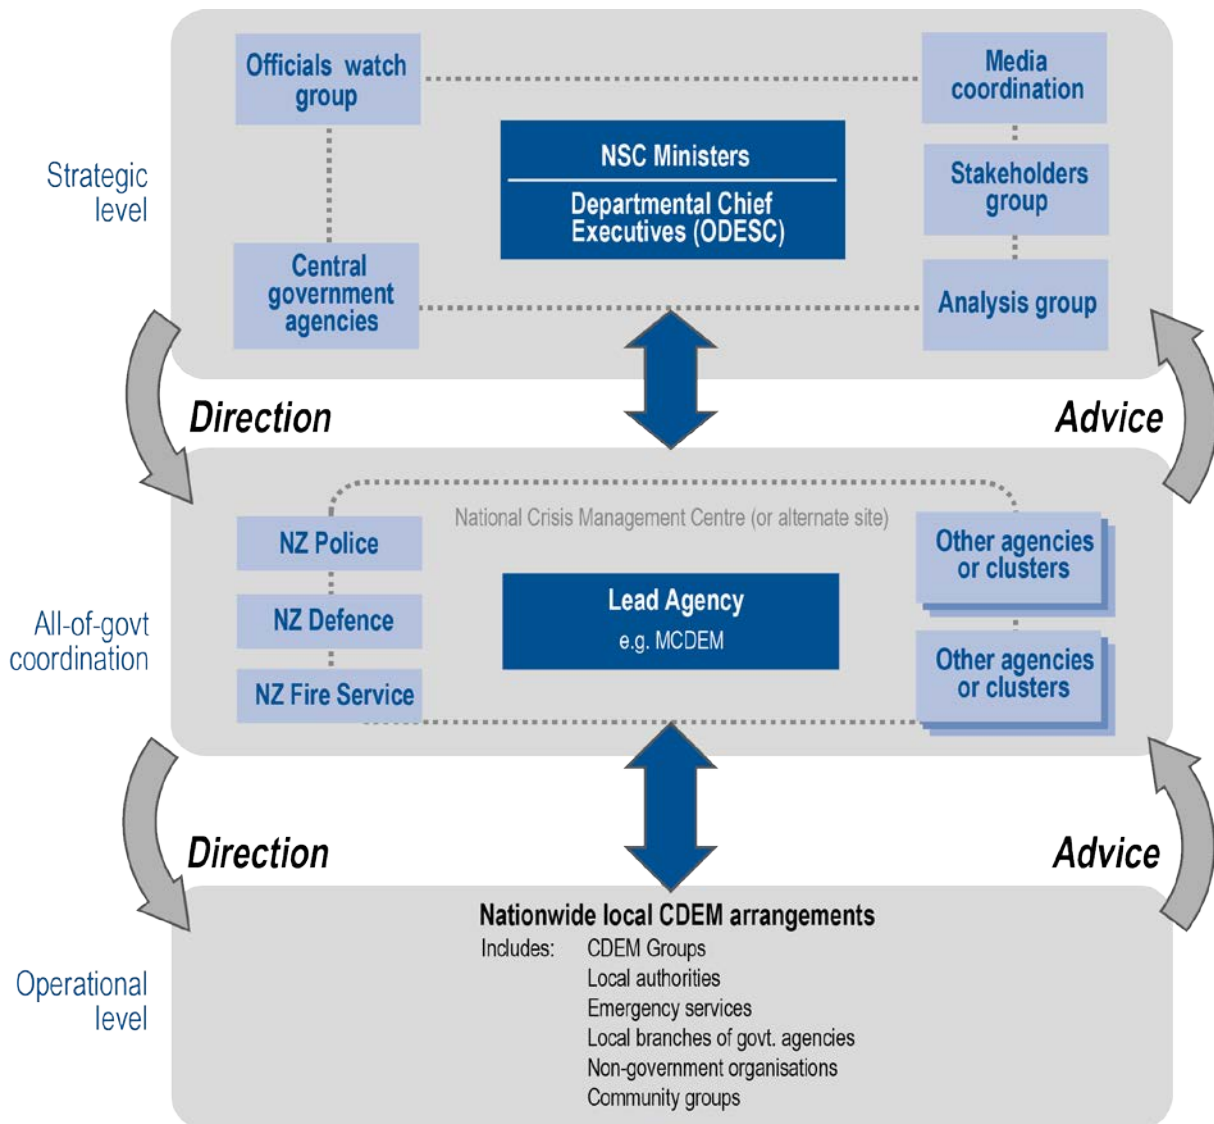 Strategic
level
Officials watch
group
Media
coordination
NSC Ministers
Departmental Chief
Executives (ODESC)
Stakeholders
group
Central
government
agencies
Analysis group
Direction
Advice
All-of-govt
coordination
National Crisis Management Centre (or alternate site)
NZ Police
NZ Defence
NZ Fire Service
Lead Agency
e.g. MCDEM
Other agencies
or clusters
Other agencies
or clusters
Direction
Advice
Operational
level
Nationwide local CDEM arrangements
Includes: CDEM Groups
Local authorities
Emergency services
Local branches of govt. agencies
Non-government organisations
Community groups